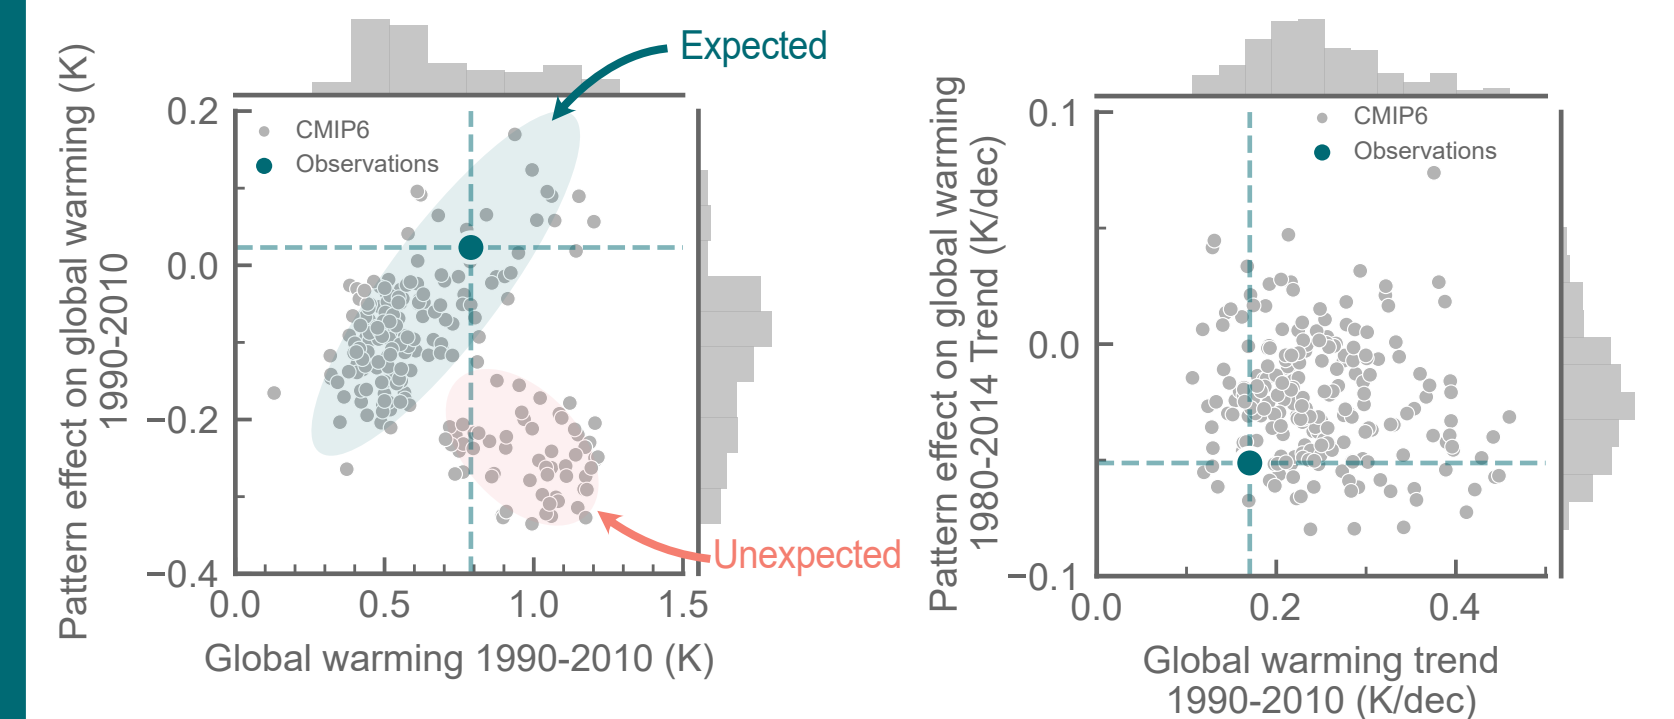 Expected
Pattern effect on global warming (K)
1990-2010
0.2
0.0
−0.2
−0.4
CMIP6
Observations
Unexpected
0.0
0.5
1.0
1.5
Global warming 1990-2010 (K)
Pattern effect on global warming
1980-2014 Trend (K/dec)
0.1
0.0
−0.1
CMIP6
Observations
0.0
0.2
0.4
Global warming trend
1990-2010 (K/dec)